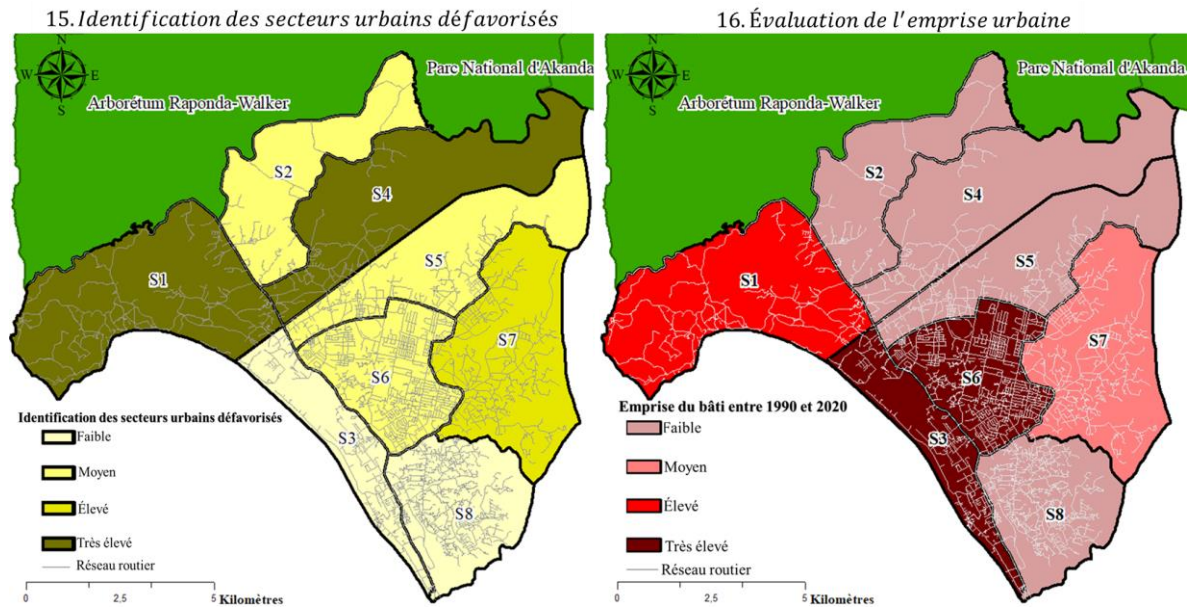 15. Identification des secteurs urbains défavorisés
N
W E
S
Parc National d'Akanda
Arborétum Raponda-Walker
S2
S4
S1
S5
S7
S6
S3
S8
Identification des secteurs urbains défavorisés
Faible
Moyen
Élevé
Très élevé
Réseau routier
0 2,5 5 Kilomètres
16. Évaluation de l'emprise urbaine
N
W E
S
Parc National d'Akanda
Arborétum Raponda-Walker
S2
S4
S1
S5
S7
S6
S3
S8
Emprise du bâti entre 1990 et 2020
Faible
Moyen
Élevé
Très élevé
Réseau routier
0 2,5 5 Kilomètres